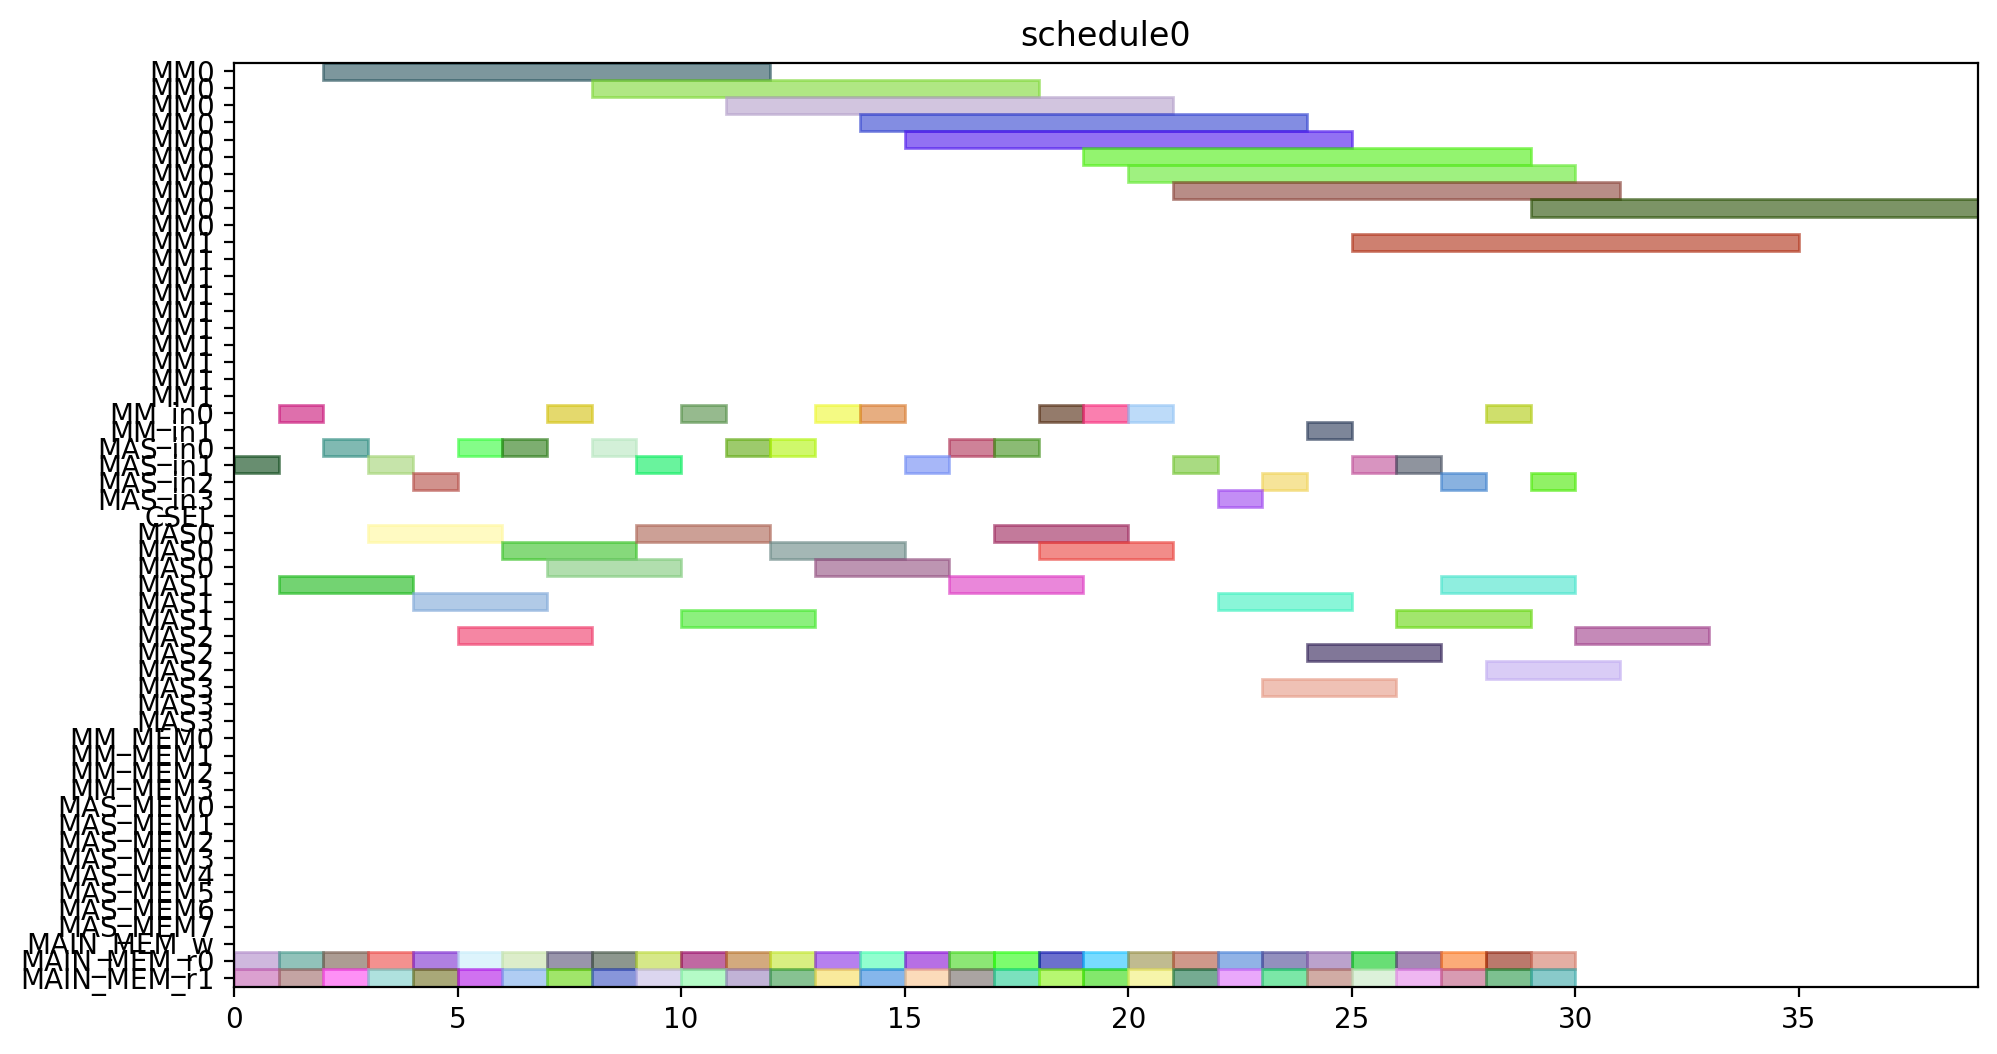 schedule0
MM0
MM0
MM0
MM0
MM0
MM0
MM0
MM0
MM0
MM0
MM1
MM1
MM1
MM1
MM1
MM1
MM1
MM1
MM1
MM1
MM_in0
MM_in1
MAS_in0
MAS_in1
MAS_in2
MAS_in3
CSEL
MAS0
MAS0
MAS0
MAS1
MAS1
MAS1
MAS2
MAS2
MAS2
MAS3
MAS3
MAS3
MM_MEM0
MM_MEM1
MM_MEM2
MM_MEM3
MAS_MEM0
MAS_MEM1
MAS_MEM2
MAS_MEM3
MAS_MEM4
MAS_MEM5
MAS_MEM6
MAS_MEM7
MAIN_MEM_w
MAIN_MEM_r0
MAIN_MEM_r1
0 5 10 15 20 25 30 35